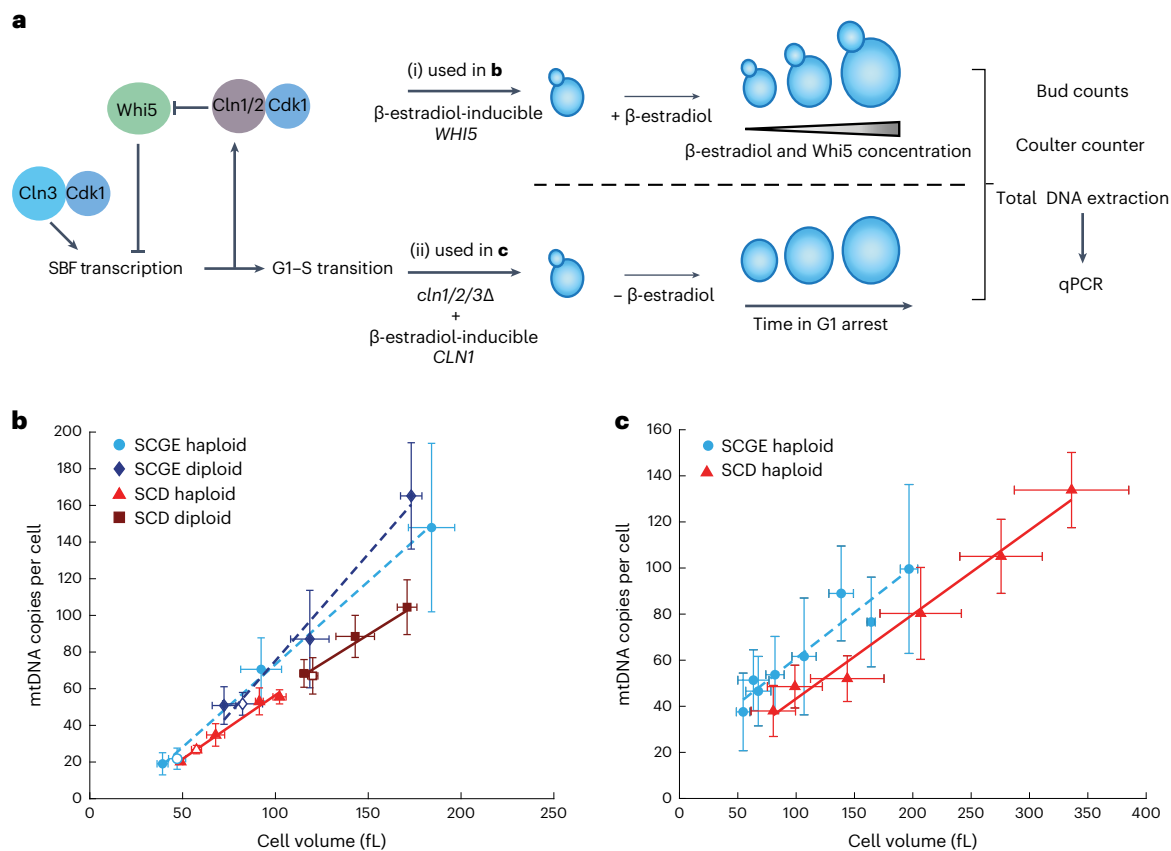 a
Whi5
Cln1/2
Cdk1
Cln3
Cdk1
SBF transcription
G1–S transition
(i) used in b
β-estradiol-inducible
WHI5
+ β-estradiol
β-estradiol and Whi5 concentration
(ii) used in c
cln1/2/3Δ
+
β-estradiol-inducible
CLN1
– β-estradiol
Time in G1 arrest
Bud counts
Coulter counter
Total DNA extraction
qPCR
b
mtDNA copies per cell
200
180
160
140
120
100
80
60
40
20
0
SCGE haploid
SCGE diploid
SCD haploid
SCD diploid
0 50 100 150 200 250
Cell volume (fL)
c
mtDNA copies per cell
160
140
120
100
80
60
40
20
0
SCGE haploid
SCD haploid
0 50 100 150 200 250 300 350 400
Cell volume (fL)